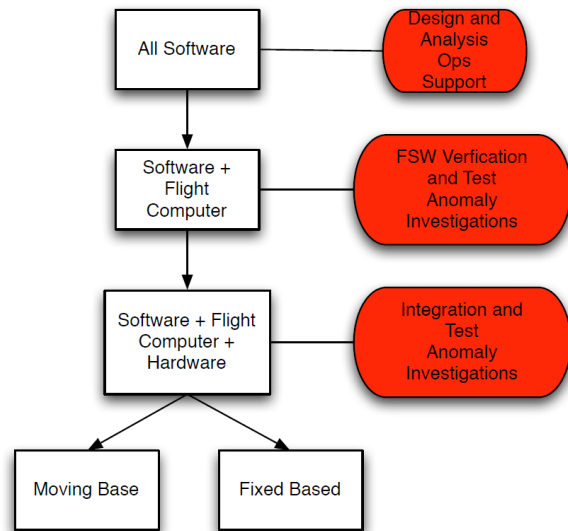 All Software
Design and
Analysis
Ops
Support
Software +
Flight
Computer
FSW Verfication
and Test
Anomaly
Investigations
Software + Flight
Computer +
Hardware
Integration and
Test
Anomaly
Investigations
Moving Base
Fixed Based